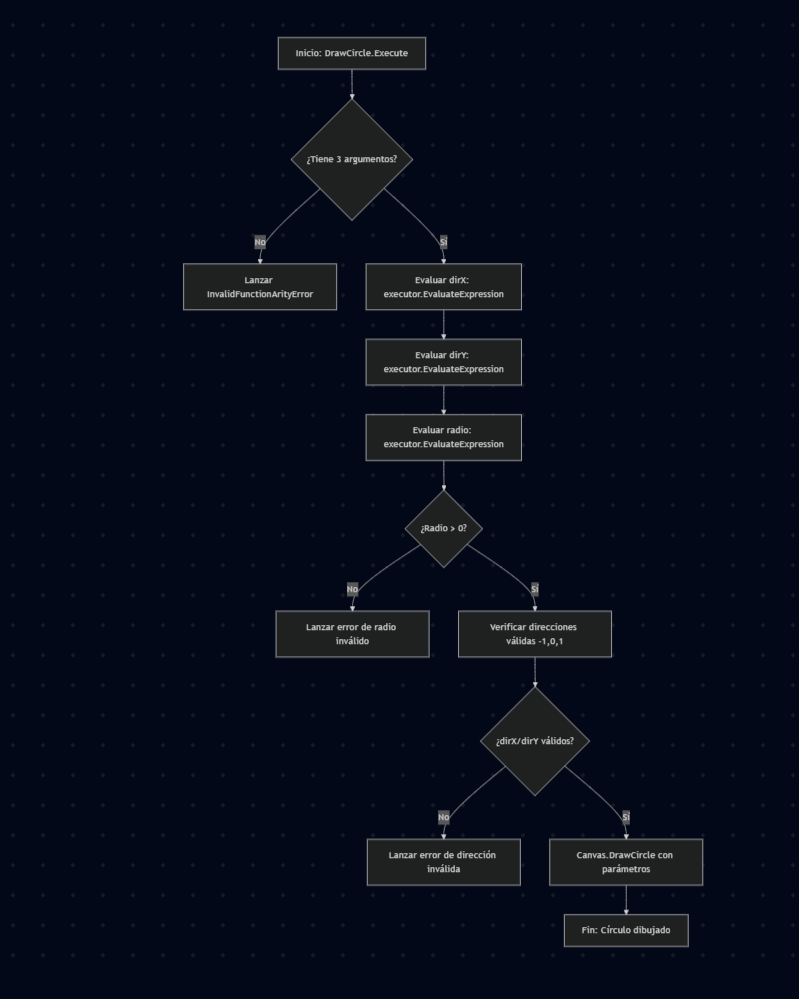 Inicio: DrawCircle.Execute
¿Tiene 3 argumentos?
No
Sí
Lanzar
InvalidFunctionArityError
Evaluar dirX:
executor.EvaluateExpression
Evaluar dirY:
executor.EvaluateExpression
Evaluar radio:
executor.EvaluateExpression
¿Radio > 0?
No
Sí
Lanzar error de radio
inválido
Verificar direcciones
válidas -1,0,1
¿dirX/dirY válidos?
No
Sí
Lanzar error de dirección
inválida
Canvas.DrawCircle con
parámetros
Fin: Círculo dibujado